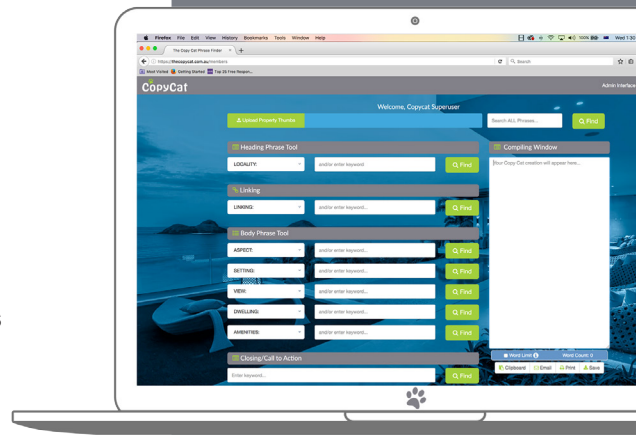 Firefox File Edit View History Bookmarks Tools Window Help 100% Wed 1:30
The Copy Cat Phrase Finder
https://thecopycat.com.au/members Search
Most Visited Getting Started Top 25 Free Respon...
CopyCat Admin Interface
Welcome, Copycat Superuser
Upload Property Thumbs Search ALL Phrases... Find
Heading Phrase Tool Compiling Window
LOCALITY: and/or enter keyword Find Your Copy Cat creation will appear here...
Linking
LINKING: and/or enter keyword... Find
Body Phrase Tool
ASPECT: and/or enter keyword... Find
SETTING: and/or enter keyword... Find
VIEW: and/or enter keyword... Find
s
DWELLING: and/or enter keyword... Find
AMENITIES: and/or enter keyword... Find
Closing/Call to Action Word Limit Word Count: 0
Enter keyword... Find Clipboard Email Print Save